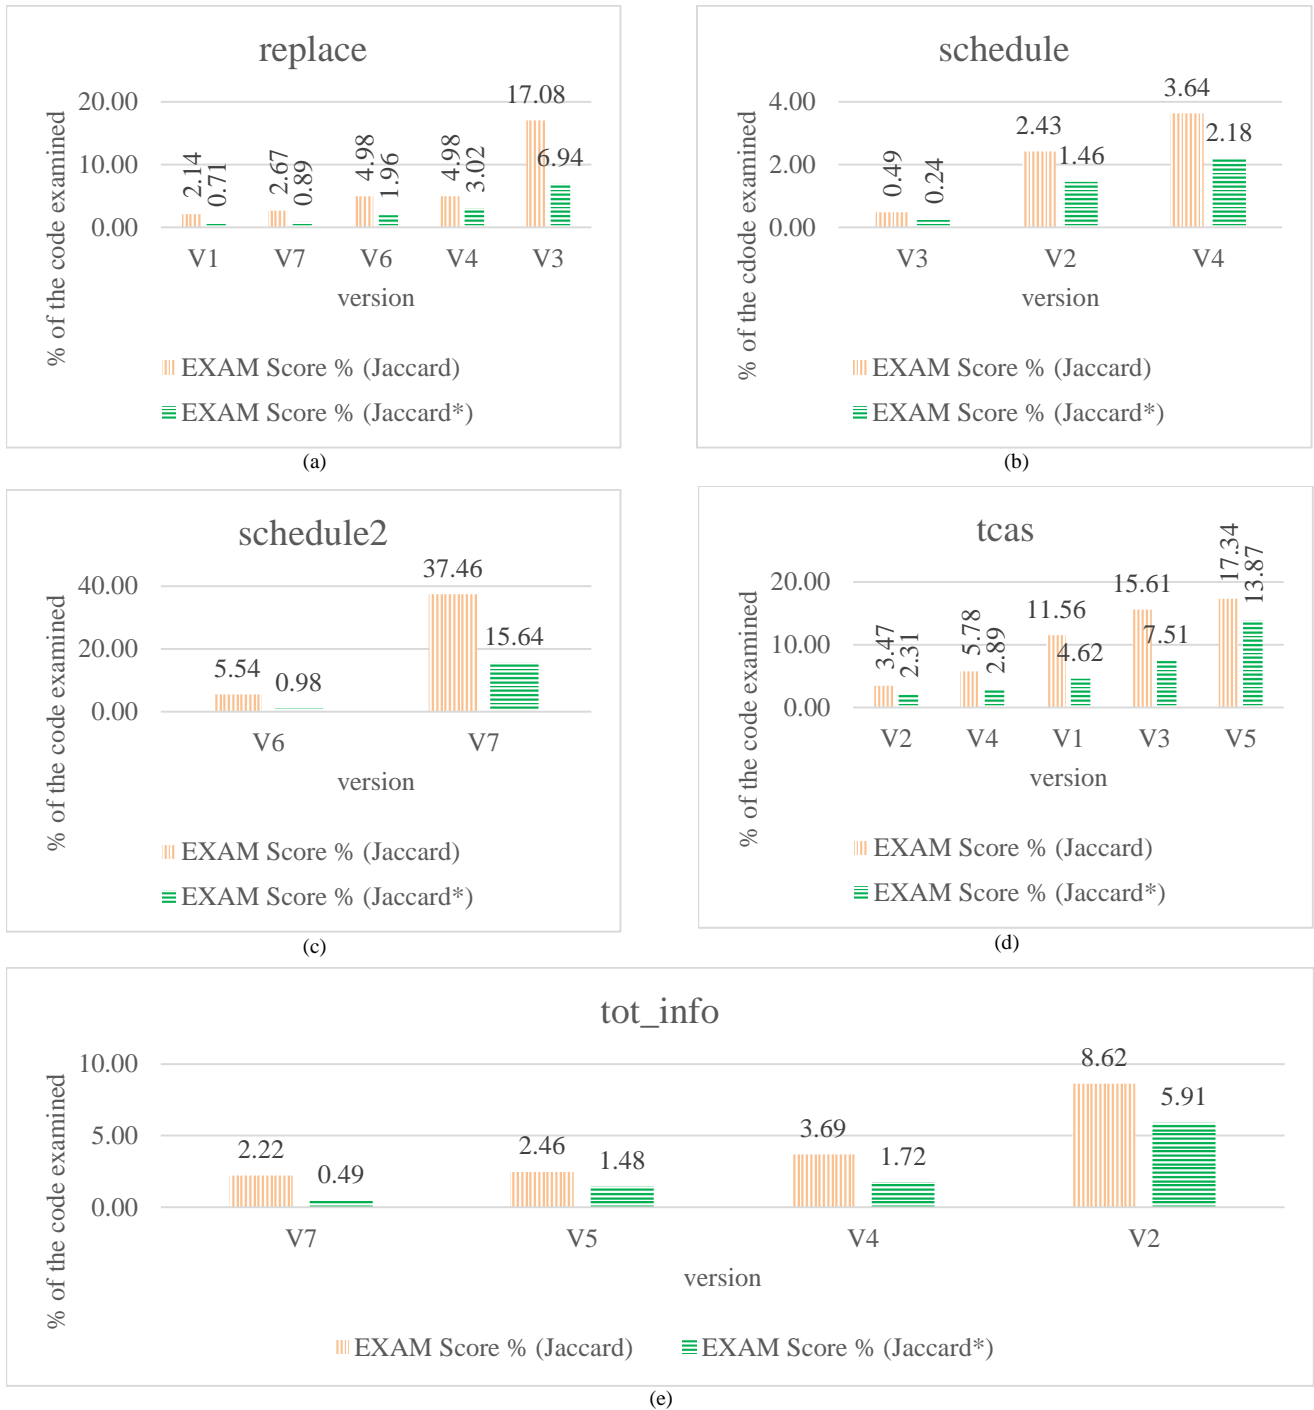 replace
% of the code examined
20.00
10.00
0.00
2.14
0.71
2.67
0.89
4.98
1.96
4.98
3.02
17.08
6.94
V1 V7 V6 V4 V3
version
EXAM Score % (Jaccard)
EXAM Score % (Jaccard*)
(a)
schedule
% of the cdode examined
4.00
2.00
0.00
0.49
0.24
2.43
1.46
3.64
2.18
V3 V2 V4
version
EXAM Score % (Jaccard)
EXAM Score % (Jaccard*)
(b)
schedule2
% of the code examined
40.00
20.00
0.00
5.54
0.98
37.46
15.64
V6 V7
version
EXAM Score % (Jaccard)
EXAM Score % (Jaccard*)
(c)
tcas
% of the code examined
20.00
10.00
0.00
3.47
2.31
5.78
2.89
11.56
4.62
15.61
7.51
17.34
13.87
V2 V4 V1 V3 V5
version
EXAM Score % (Jaccard)
EXAM Score % (Jaccard*)
(d)
tot_info
% of the code examined
10.00
5.00
0.00
2.22
0.49
2.46
1.48
3.69
1.72
8.62
5.91
V7 V5 V4 V2
version
EXAM Score % (Jaccard) EXAM Score % (Jaccard*)
(e)